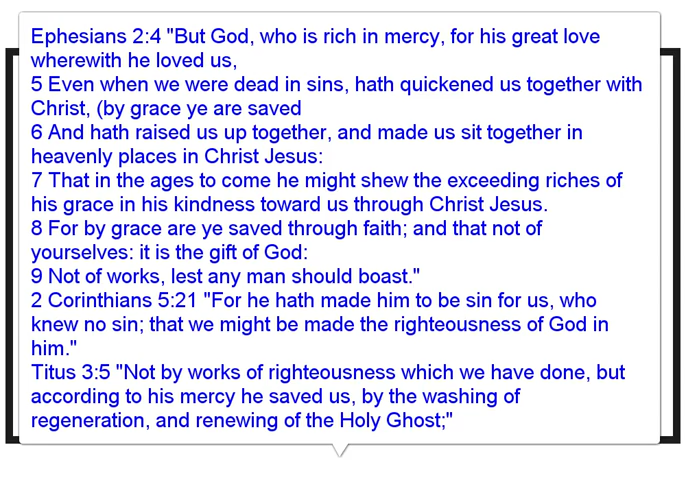 Ephesians 2:4 "But God, who is rich in mercy, for his great love
wherewith he loved us,
5 Even when we were dead in sins, hath quickened us together with
Christ, (by grace ye are saved
6 And hath raised us up together, and made us sit together in
heavenly places in Christ Jesus:
7 That in the ages to come he might shew the exceeding riches of
his grace in his kindness toward us through Christ Jesus.
8 For by grace are ye saved through faith; and that not of
yourselves: it is the gift of God:
9 Not of works, lest any man should boast."
2 Corinthians 5:21 "For he hath made him to be sin for us, who
knew no sin; that we might be made the righteousness of God in
him."
Titus 3:5 "Not by works of righteousness which we have done, but
according to his mercy he saved us, by the washing of
regeneration, and renewing of the Holy Ghost;"